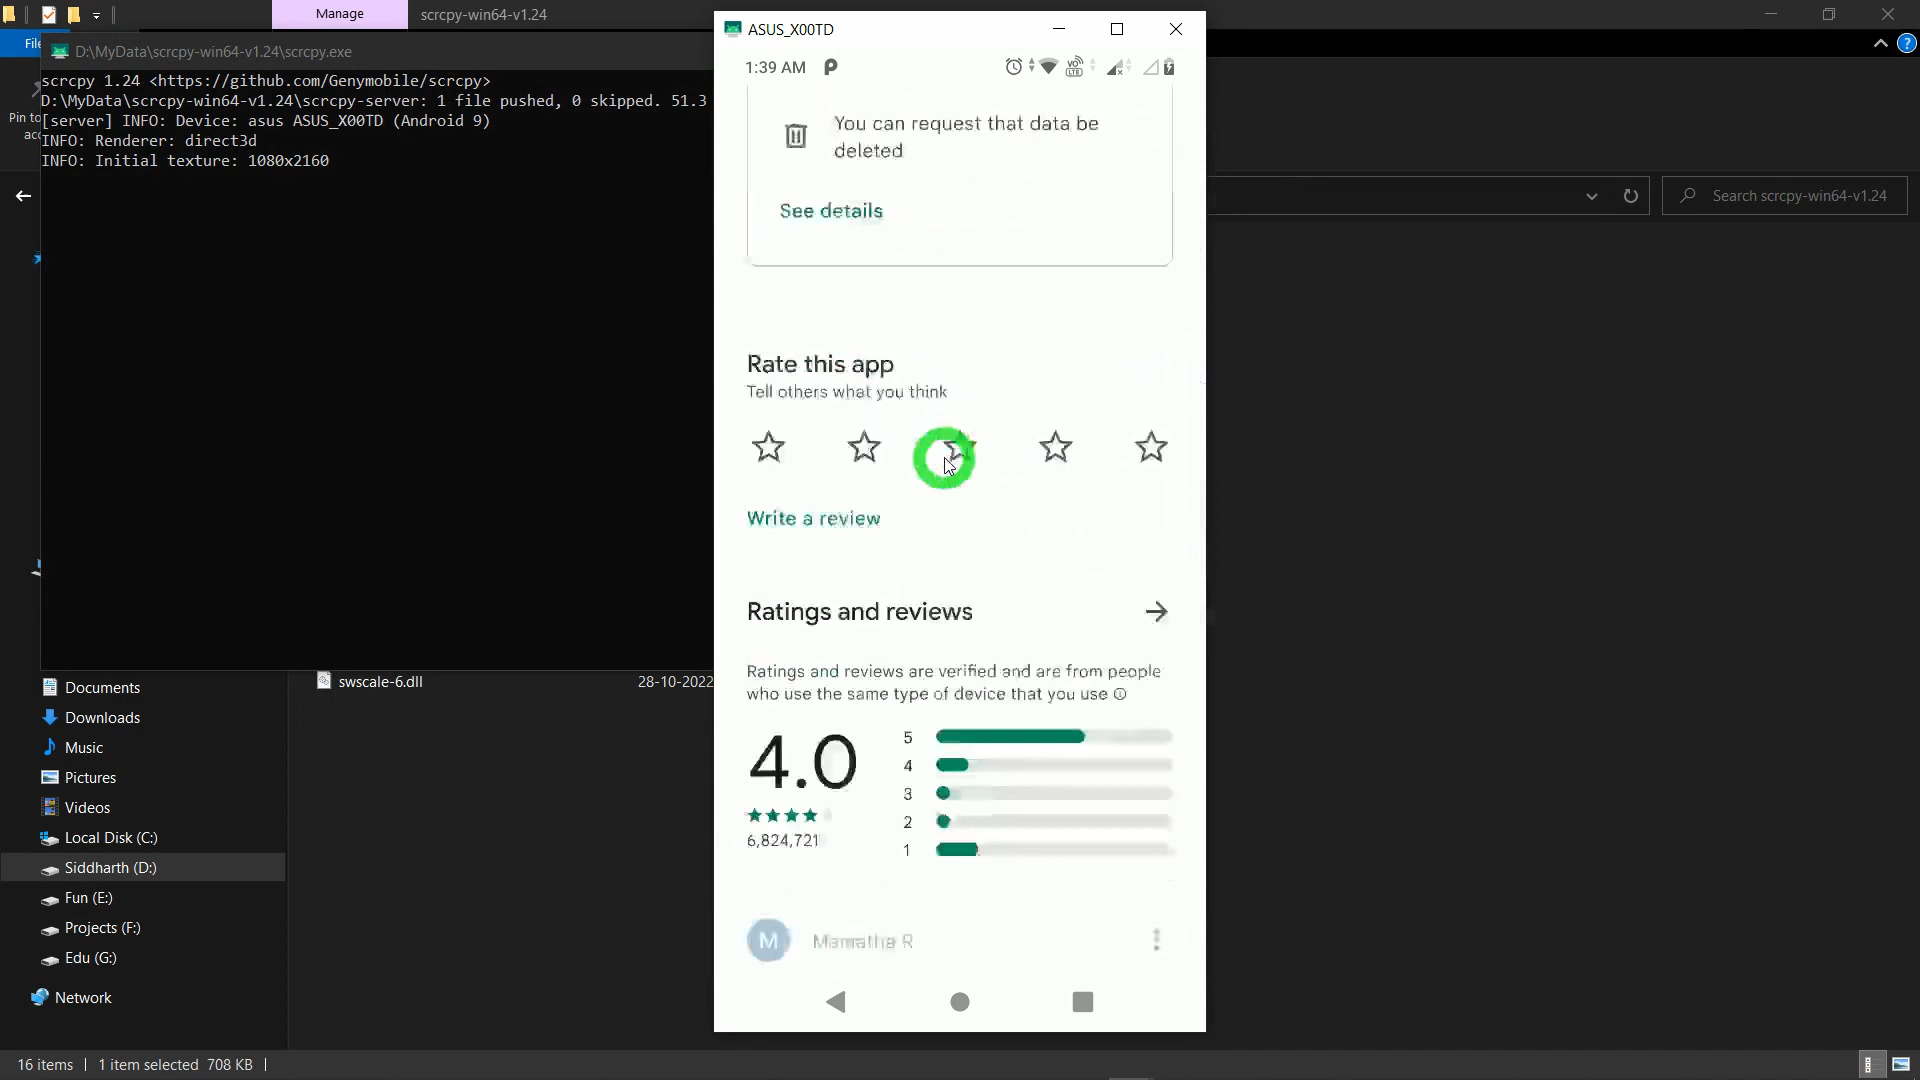 Manage
scrcpy-win64-v1.24
File
D:\MyData\scrcpy-win64-v1.24\scrcpy.exe
scrcpy 1.24 <https://github.com/Genymobile/scrcpy>
D:\MyData\scrcpy-win64-v1.24\scrcpy-server: 1 file pushed, 0 skipped. 51.3
[server] INFO: Device: asus ASUS_X00TD (Android 9)
INFO: Renderer: direct3d
INFO: Initial texture: 1080x2160
Pin to
Search scrcpy-win64-v1.24
ASUS_X00TD
1:39 AM
VO
LTE
You can request that data be
deleted
See details
Rate this app
Tell others what you think
Write a review
Ratings and reviews
Ratings and reviews are verified and are from people
who use the same type of device that you use
4.0
6,824,721
5
4
3
2
1
M
swscale-6.dll
28-10-2022
Documents
Downloads
Music
Pictures
Videos
Local Disk (C:)
Siddharth (D:)
Fun (E:)
Projects (F:)
Edu (G:)
Network
16 items
1 item selected 708 KB